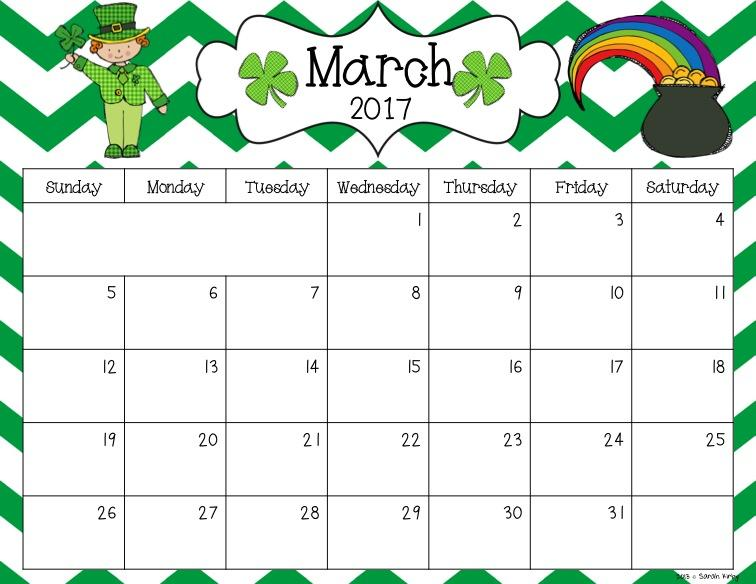 March
2017
Sunday Monday Tuesday Wednesday Thursday Friday Saturday
1 2 3 4
5 6 7 8 9 10 11
12 13 14 15 16 17 18
19 20 21 22 23 24 25
26 27 28 29 30 31
2013 © Sarah Kirby